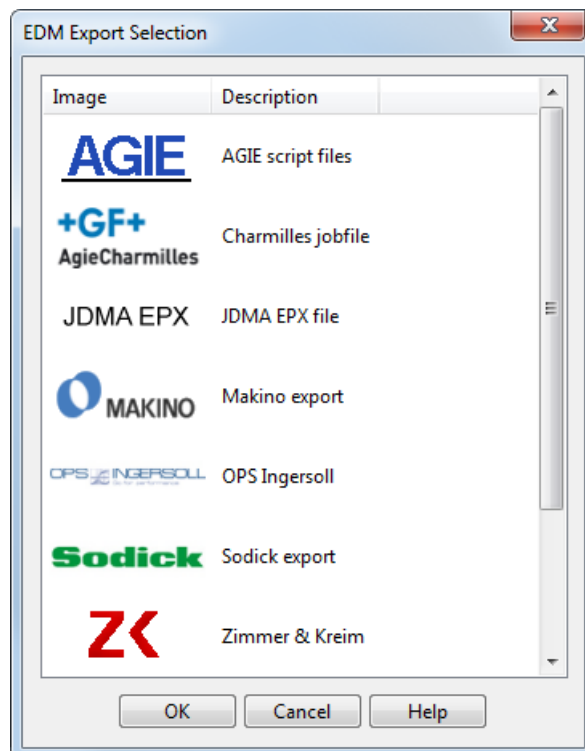 EDM Export Selection
Image Description
AGIE AGIE script files
+GF+
AgieCharmilles Charmilles jobfile
JDMA EPX JDMA EPX file
MAKINO Makino export
OPS INGERSOLL OPS Ingersoll
Sodick Sodick export
ZK Zimmer & Kreim
OK Cancel Help